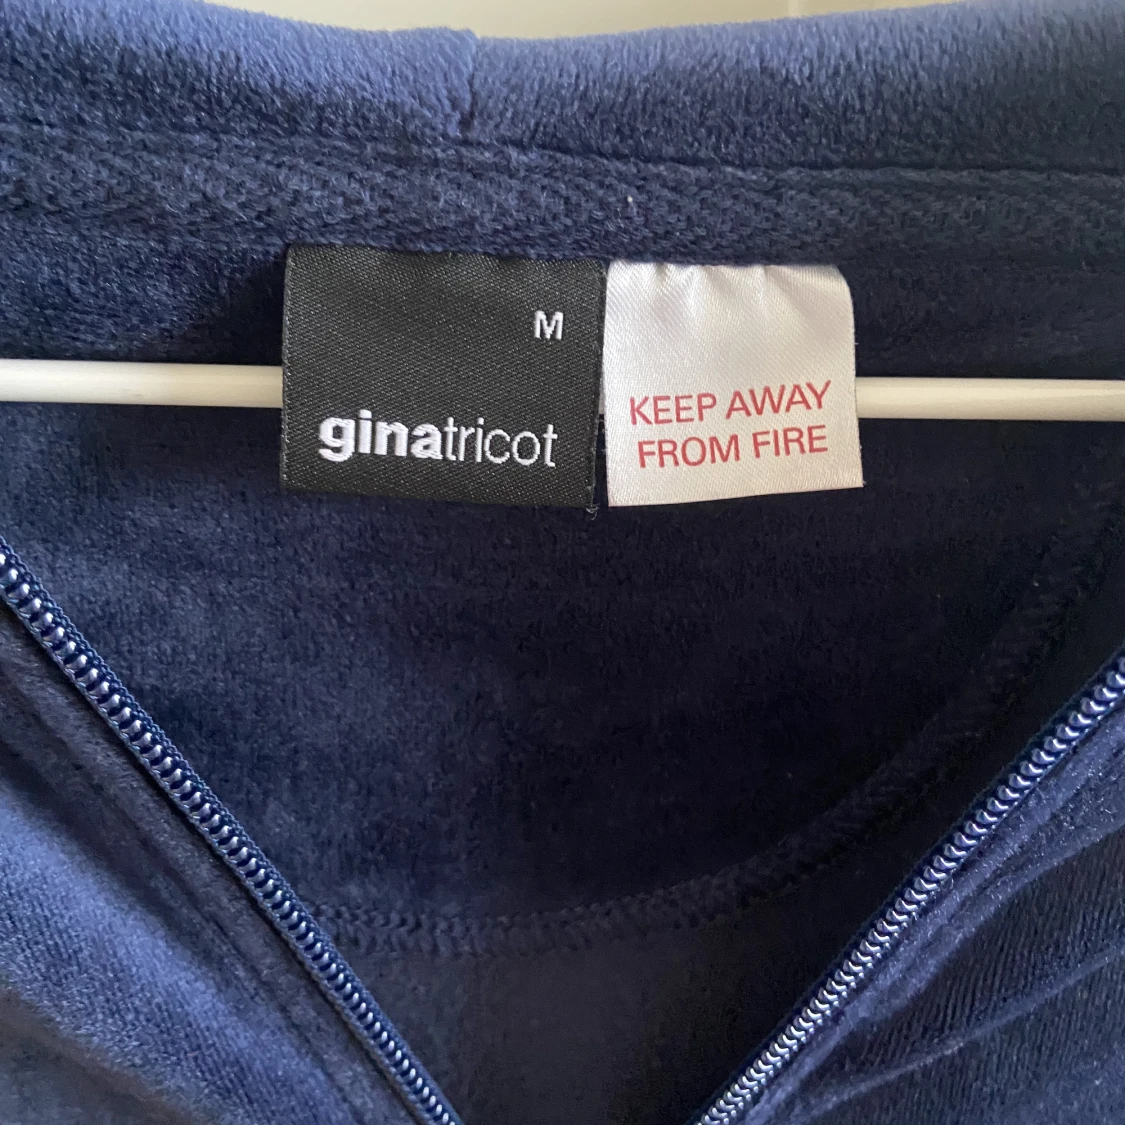 M
ginatricot
KEEP AWAY
FROM FIRE